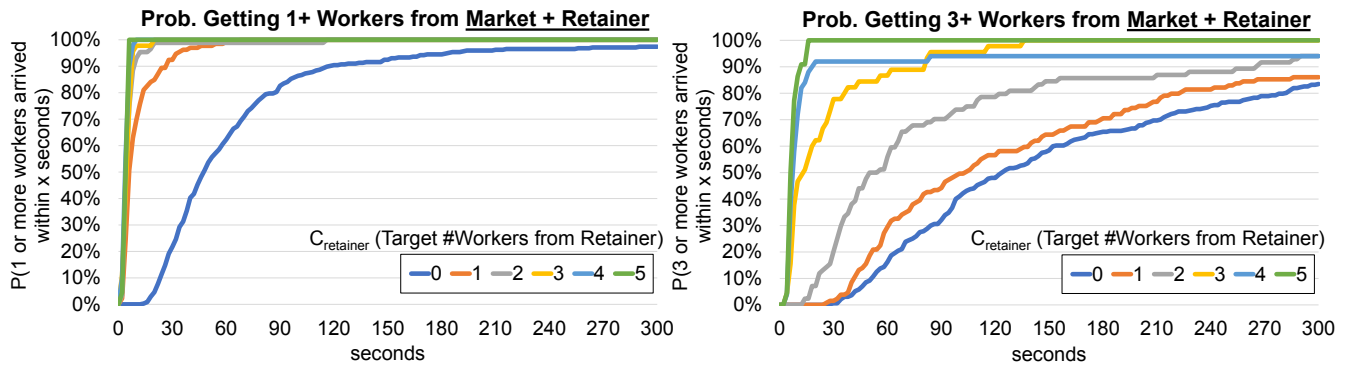 Prob. Getting 1+ Workers from Market + Retainer
P(1 or more workers arrived
within x seconds)
100%
90%
80%
70%
60%
50%
40%
30%
20%
10%
0%
C_retainer (Target #Workers from Retainer)
0 1 2 3 4 5
0 30 60 90 120 150 180 210 240 270 300
seconds
Prob. Getting 3+ Workers from Market + Retainer
P(3 or more workers arrived
within x seconds)
100%
90%
80%
70%
60%
50%
40%
30%
20%
10%
0%
C_retainer (Target #Workers from Retainer)
0 1 2 3 4 5
0 30 60 90 120 150 180 210 240 270 300
seconds